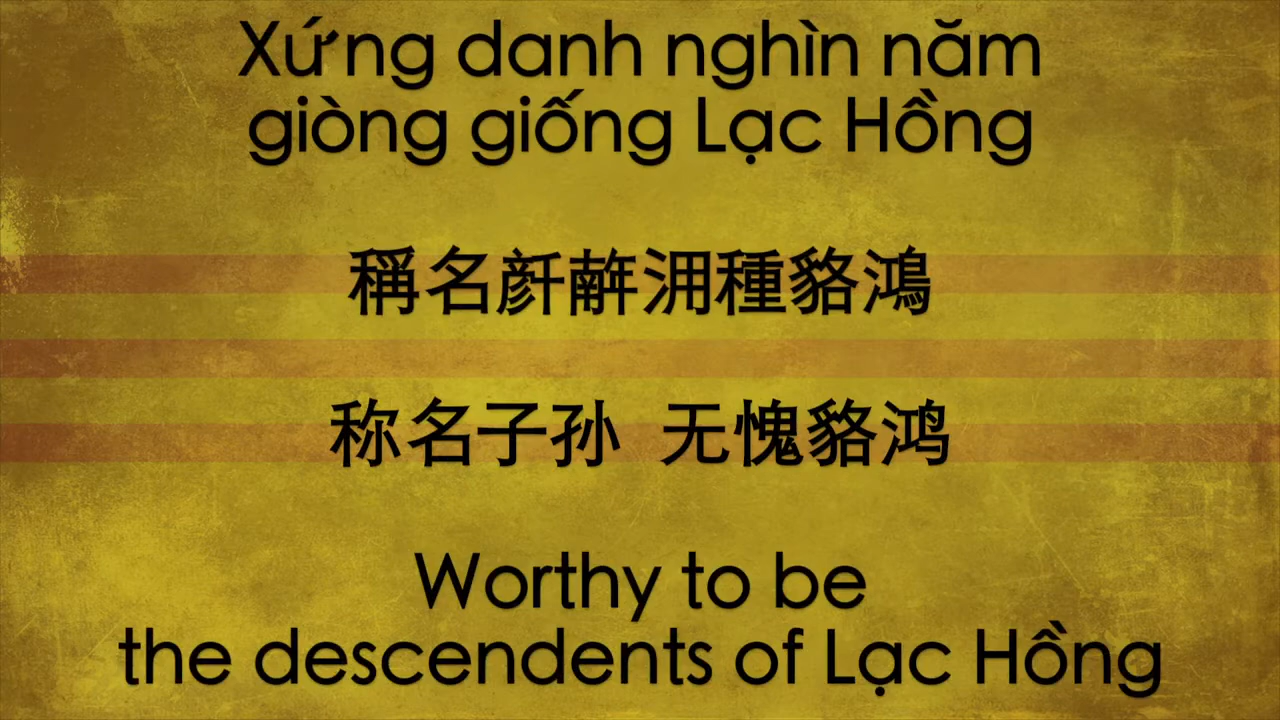 Xứng danh nghìn năm
giòng giống Lạc Hồng
稱名𠦳𢆥𣳔種貉鴻
称名子孙 无愧貉鸿
Worthy to be
the descendents of Lạc Hồng